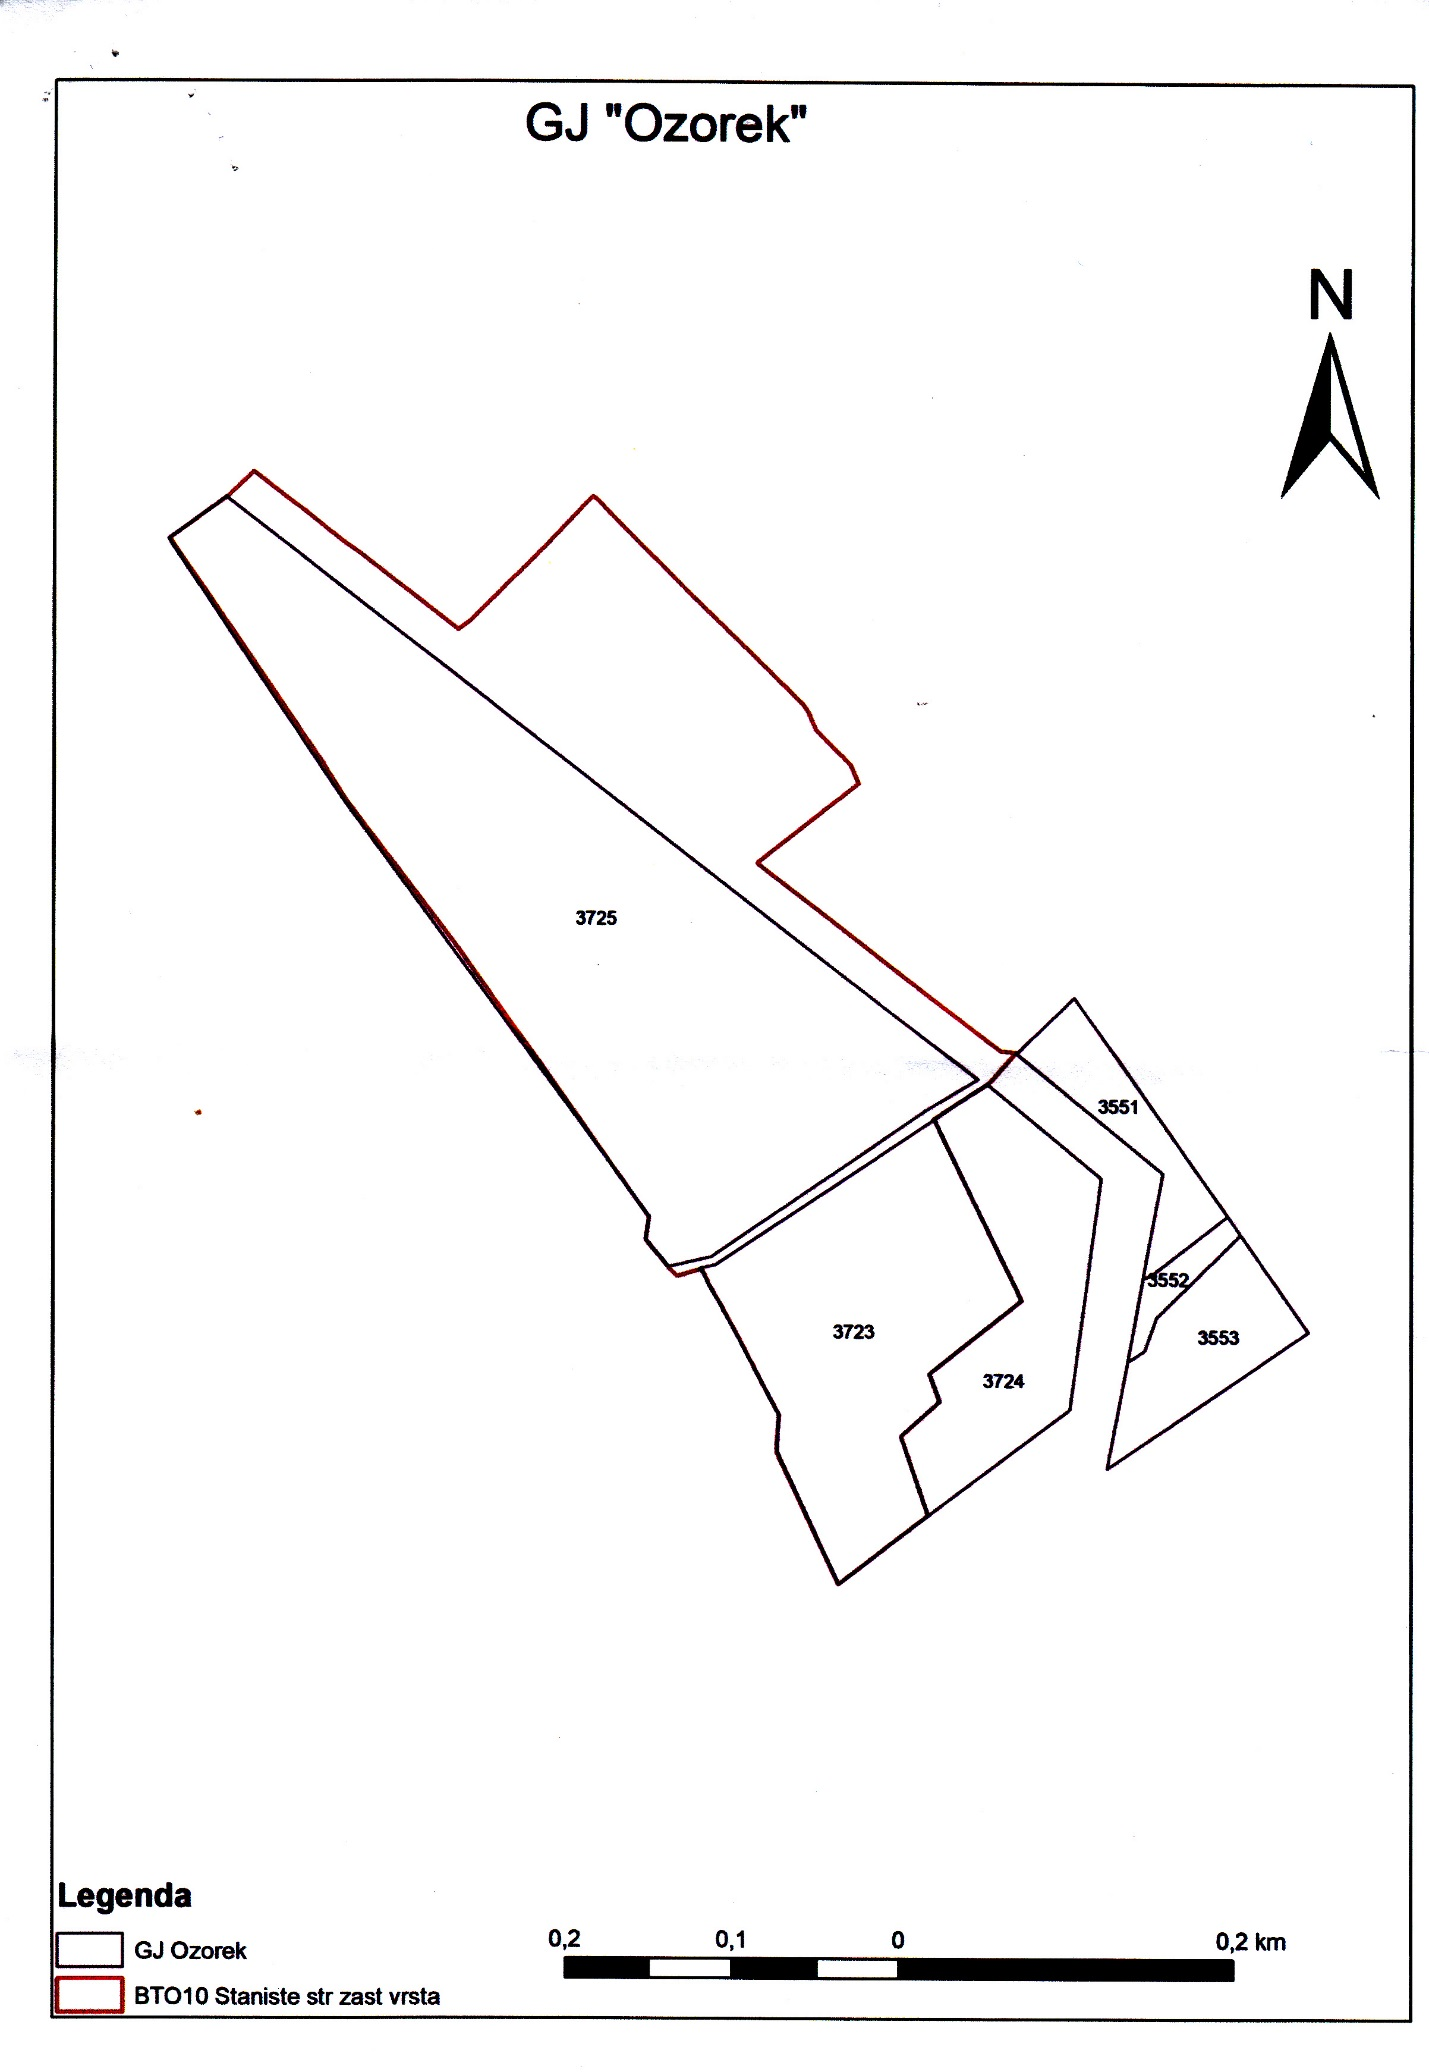 GJ "Ozorek"
N
3725
3551
3552
3723
3553
3724
Legenda
GJ Ozorek
BTO10 Staniste str zast vrsta
0,2 0,1 0 0,2 km